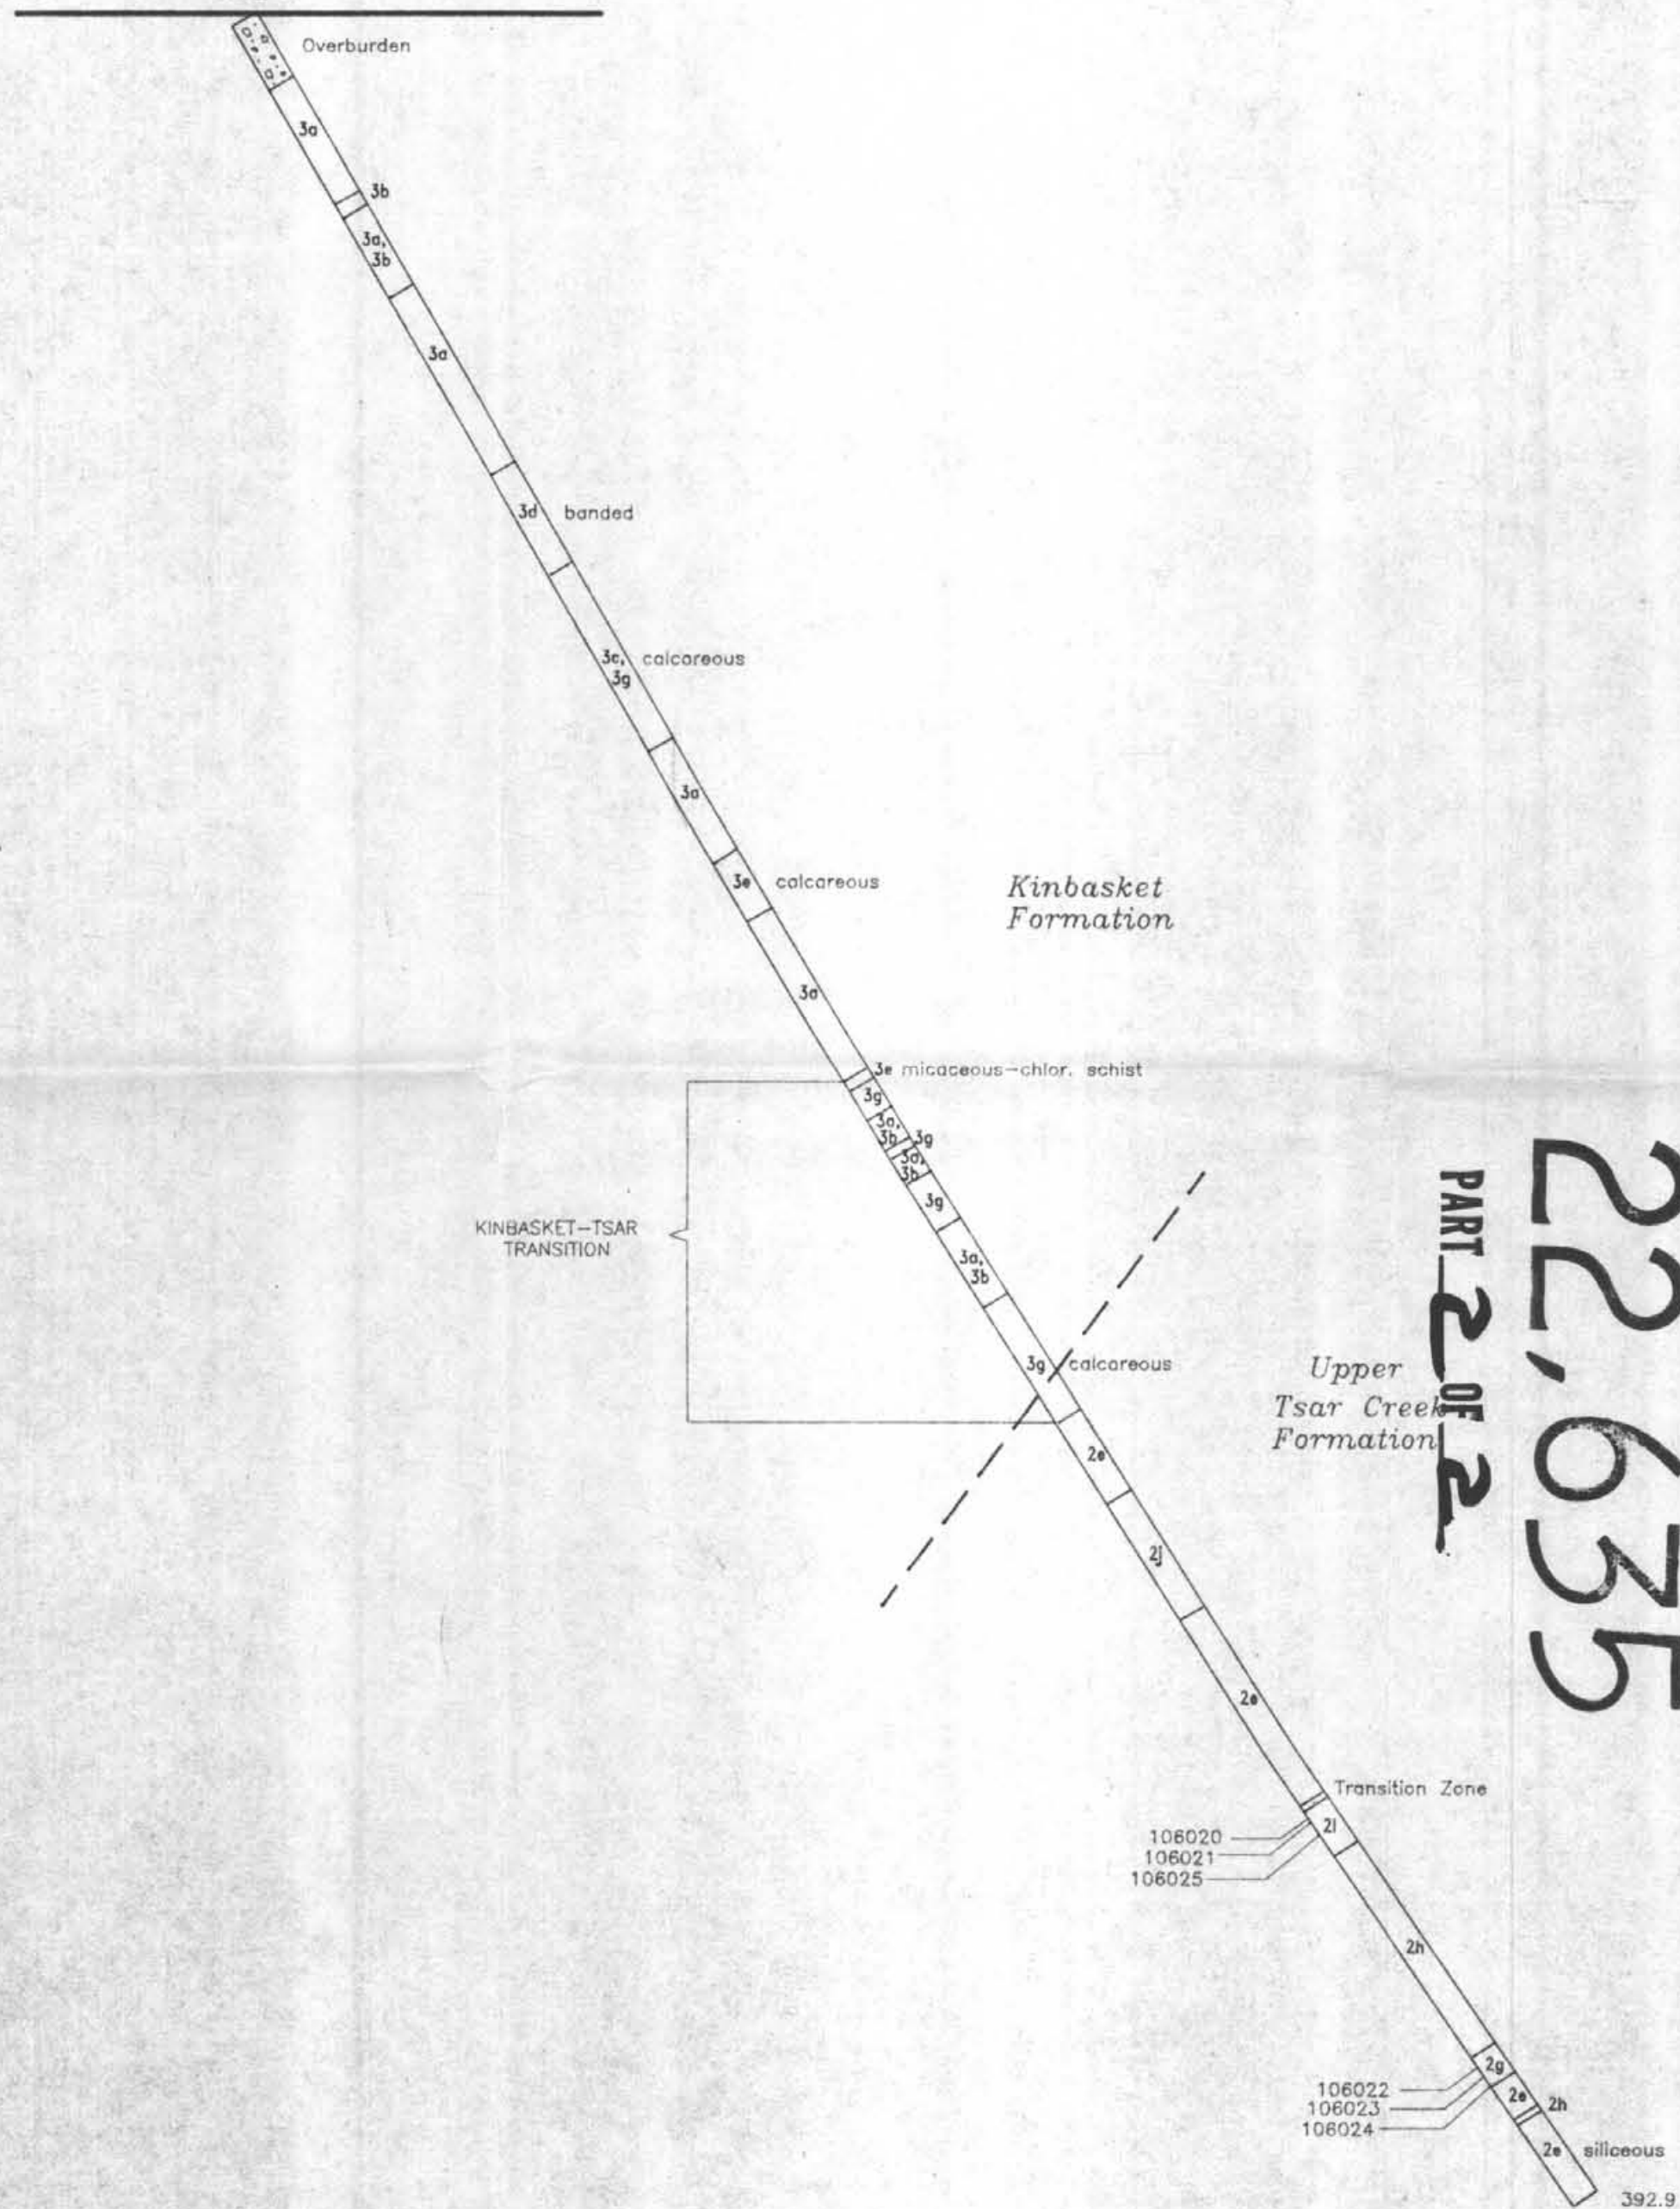 Overburden
3a
3b
3a,
3b
3a
3d banded
3c, calcareous
3g
3a
3e calcareous
Kinbasket
Formation
3a
3e micaceous-chlor. schist
3g
3a,
3b 3g
3a,
3b
3g
KINBASKET-TSAR
TRANSITION
3a,
3b
3g calcareous
Upper
Tsar Creek
Formation
2e
2j
2e
Transition Zone
2i
106020
106021
106025
2h
2g
106022
106023
106024
2e 2h
2e siliceous
392.9
PART 2 OF 2
22,635